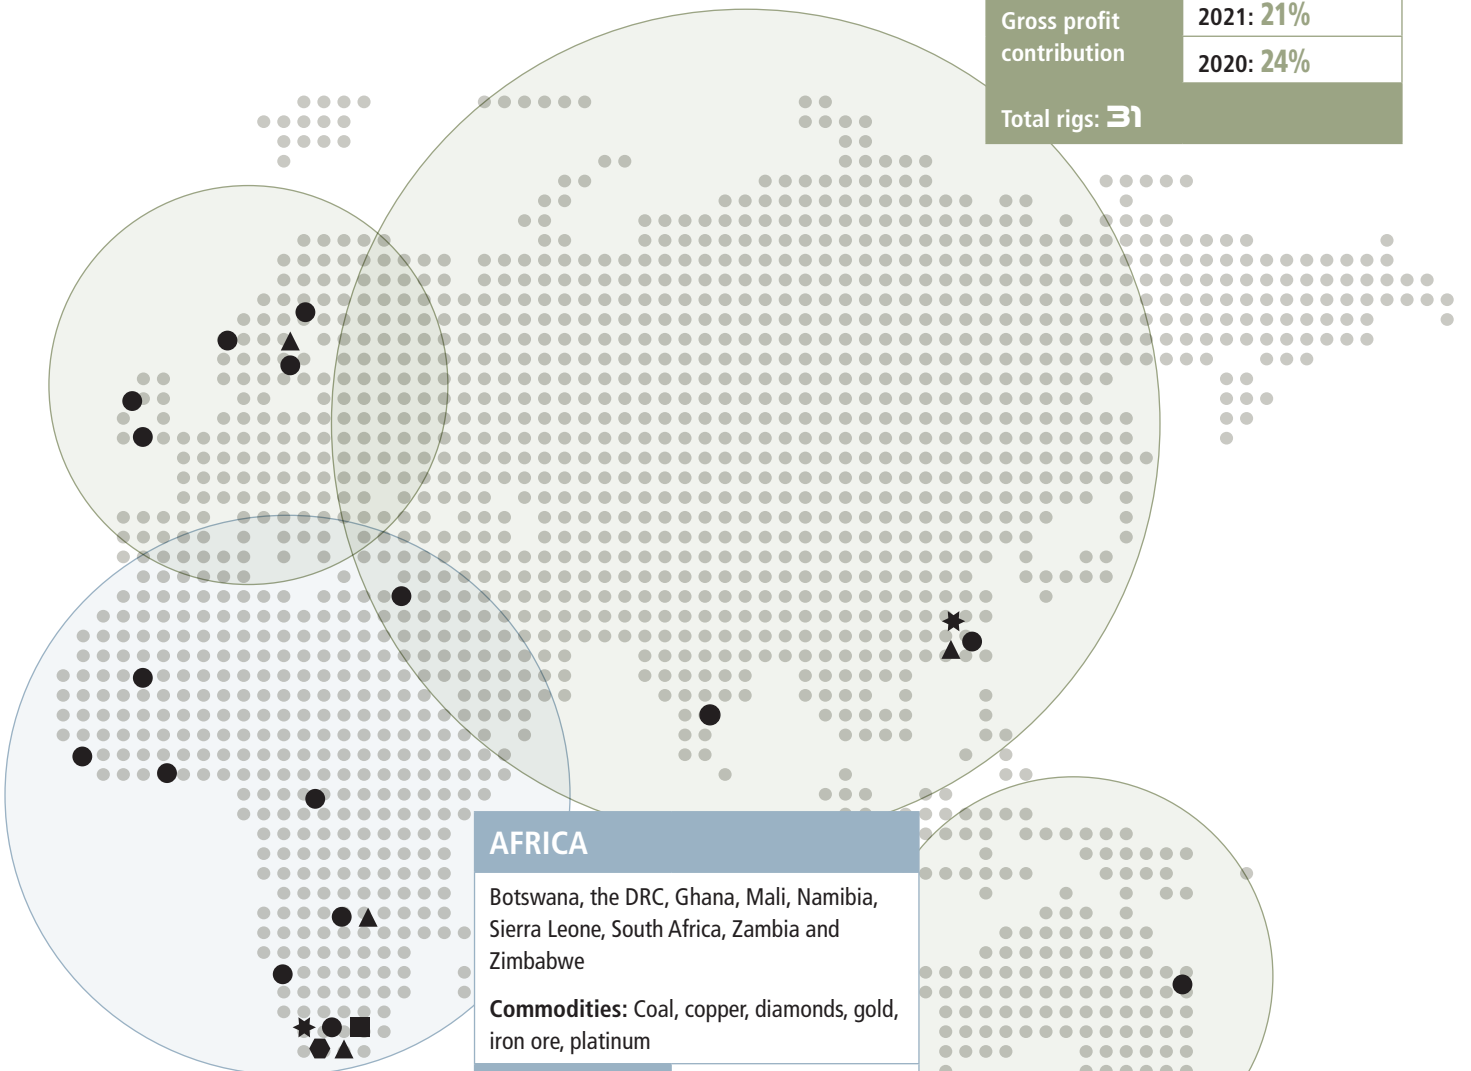 Gross profit
contribution
2021: 21%
2020: 24%
Total rigs: 31
AFRICA
Botswana, the DRC, Ghana, Mali, Namibia,
Sierra Leone, South Africa, Zambia and
Zimbabwe
Commodities: Coal, copper, diamonds, gold,
iron ore, platinum